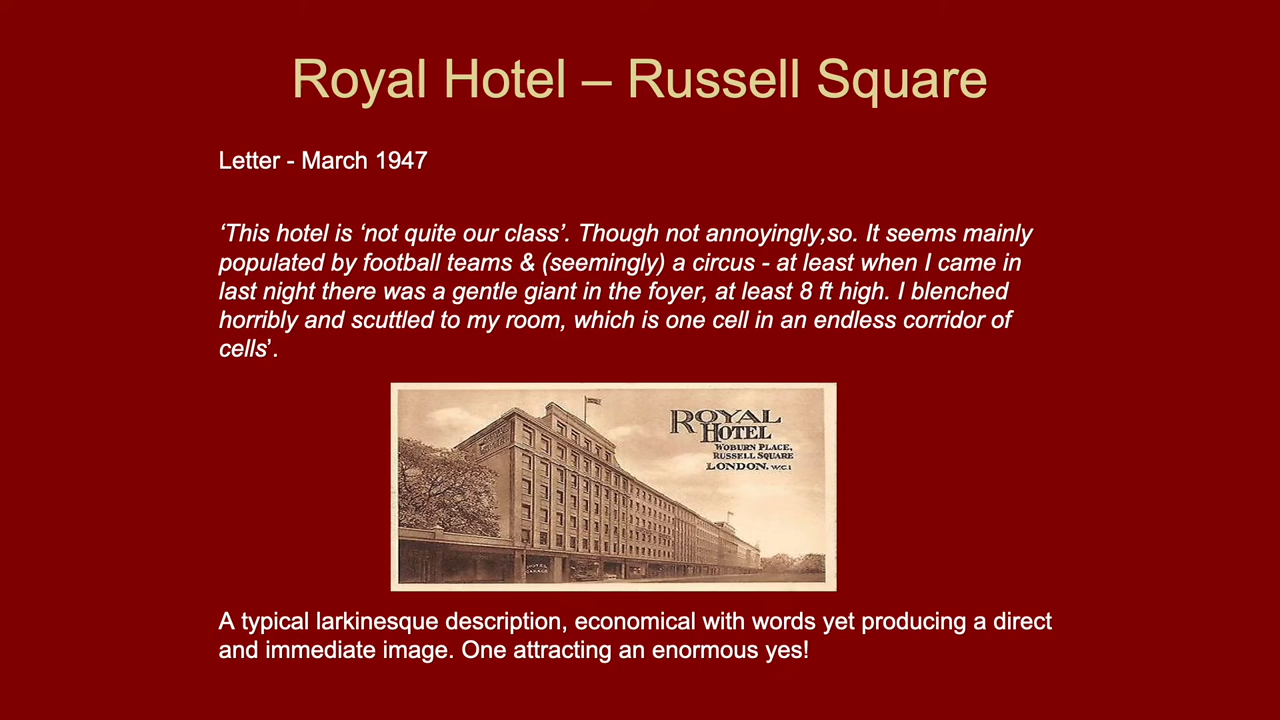 Royal Hotel – Russell Square
Letter - March 1947
‘This hotel is ‘not quite our class’. Though not annoyingly,so. It seems mainly
populated by football teams & (seemingly) a circus - at least when I came in
last night there was a gentle giant in the foyer, at least 8 ft high. I blenched
horribly and scuttled to my room, which is one cell in an endless corridor of
cells’.
ROYAL
HOTEL
WOBURN PLACE,
RUSSELL SQUARE
LONDON. W.C.1
HOTEL
GARAGE
A typical larkinesque description, economical with words yet producing a direct
and immediate image. One attracting an enormous yes!